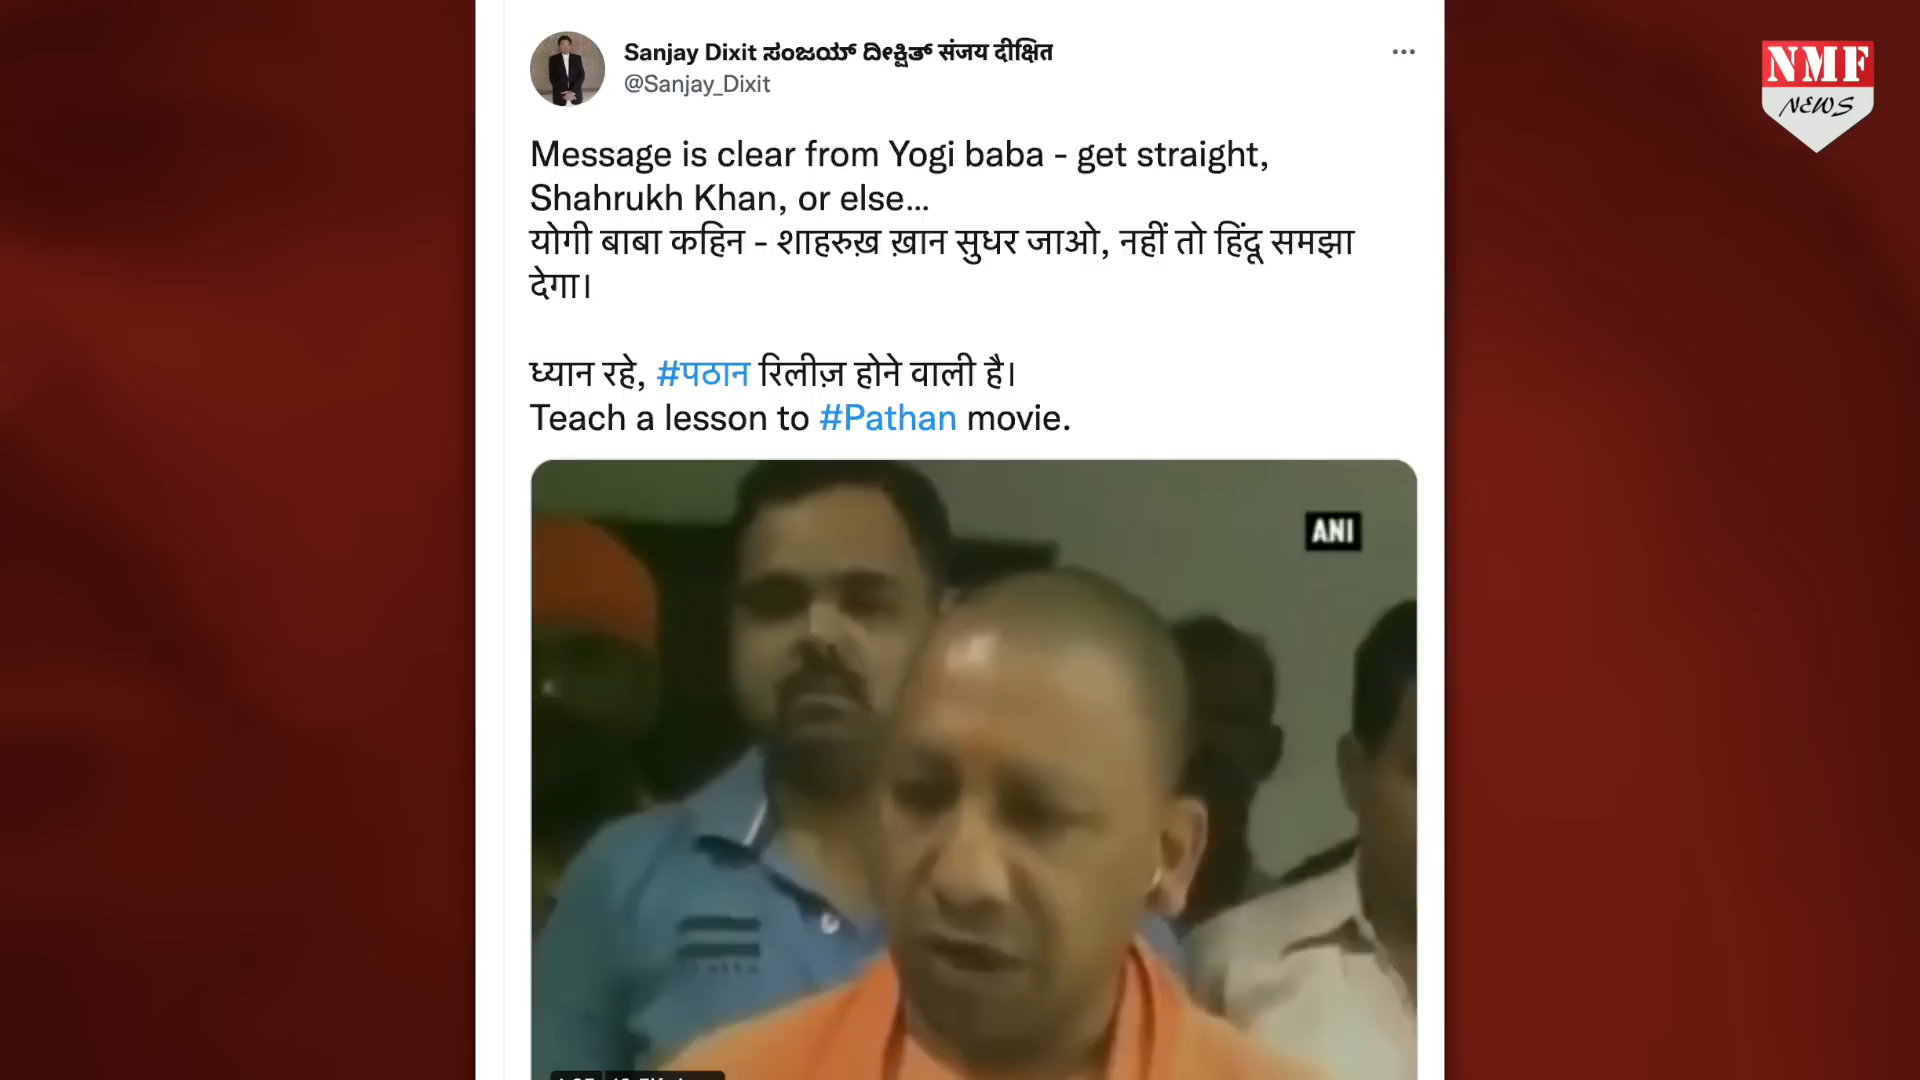 Sanjay Dixit ಸಂಜಯ್ ದೀಕ್ಷಿತ್ संजय दीक्षित
@Sanjay_Dixit
NMF
NEWS
Message is clear from Yogi baba - get straight,
Shahrukh Khan, or else...
योगी बाबा कहिन - शाहरुख़ ख़ान सुधर जाओ, नहीं तो हिंदू समझा
देगा।
ध्यान रहे, #पठान रिलीज़ होने वाली है।
Teach a lesson to #Pathan movie.
ANI